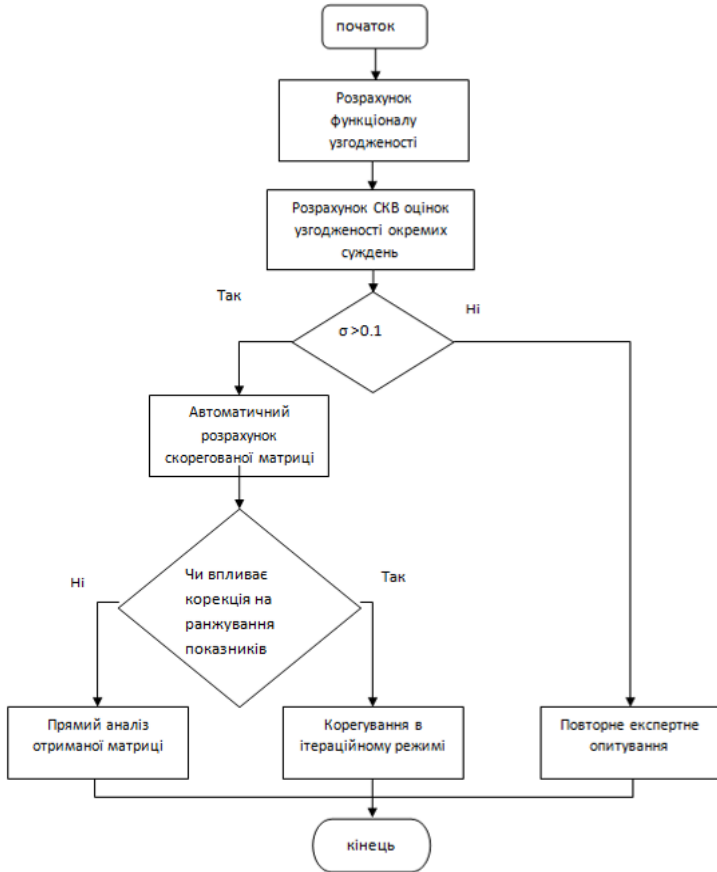 початок
Розрахунок
функціоналу
узгодженості
Розрахунок СКВ оцінок
узгодженості окремих
суждень
Так
Ні
σ>0.1
Автоматичний
розрахунок
скорегованої матриці
Ні
Так
Чи впливає
корекція на
ранжування
показників
Прямий аналіз
отриманої матриці
Корегування в
ітераційному режимі
Повторне експертне
опитування
кінець